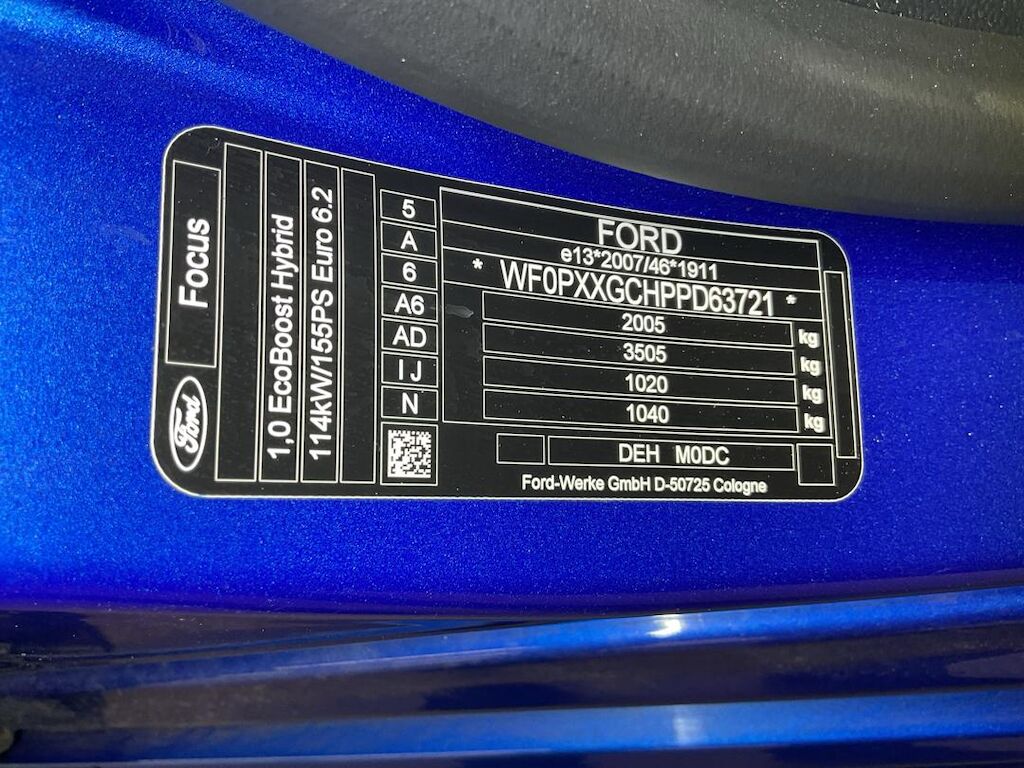 Focus
Ford
1,0 EcoBoost Hybrid
114kW/155PS Euro 6.2
5
A
6
A6
AD
I J
N
FORD
e13*2007/46*1911
* WF0PXXGCHPPD63721 *
2005 kg
3505 kg
1020 kg
1040 kg
DEH M0DC
Ford-Werke GmbH D-50725 Cologne